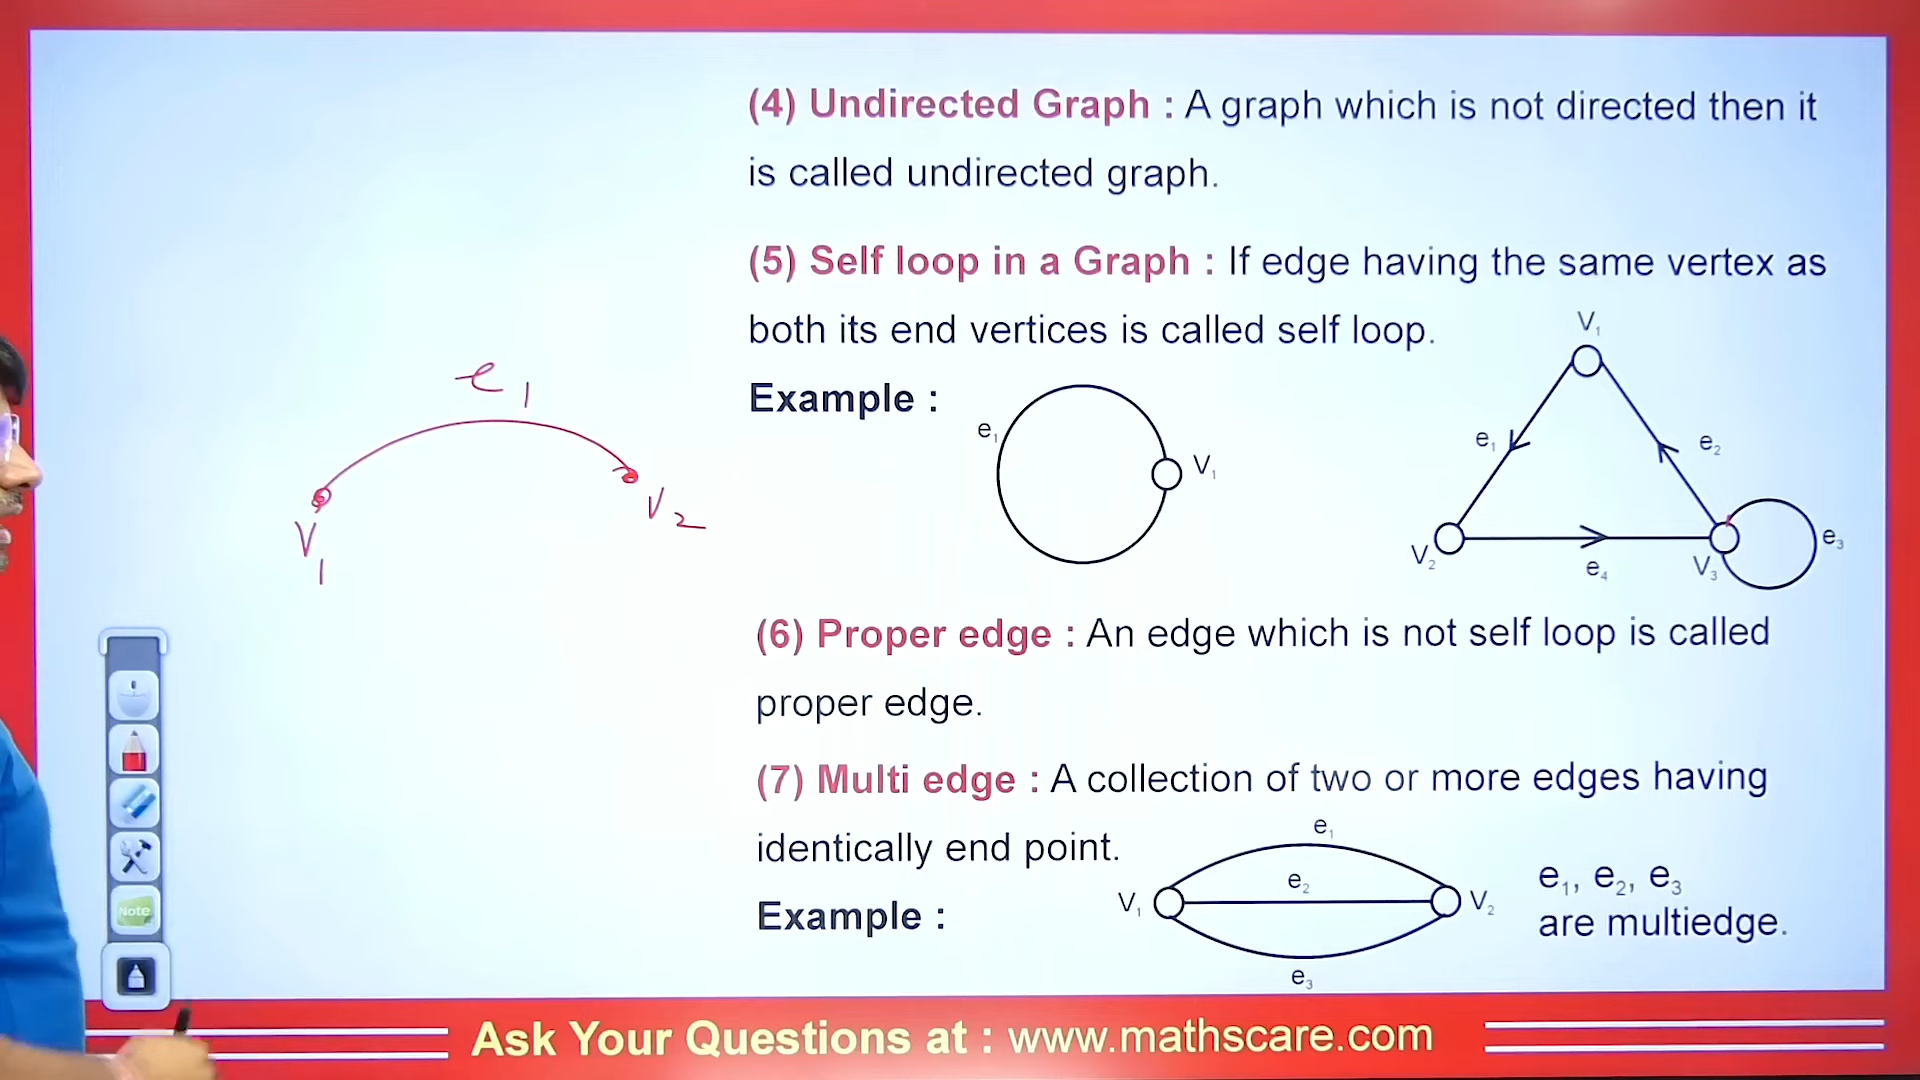 (4) Undirected Graph : A graph which is not directed then it
is called undirected graph.
(5) Self loop in a Graph : If edge having the same vertex as
both its end vertices is called self loop.
Example :
e₁
V₁
V₁
e₁
e₂
V₂
e₄
V₃
e₃
e₁
V₁
V₂
(6) Proper edge : An edge which is not self loop is called
proper edge.
(7) Multi edge : A collection of two or more edges having
identically end point.
Example :
e₁
V₁
e₂
V₂
e₃
e₁, e₂, e₃
are multiedge.
Note
Ask Your Questions at : www.mathscare.com